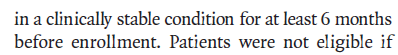 in a clinically stable condition for at least 6 months
before enrollment. Patients were not eligible if